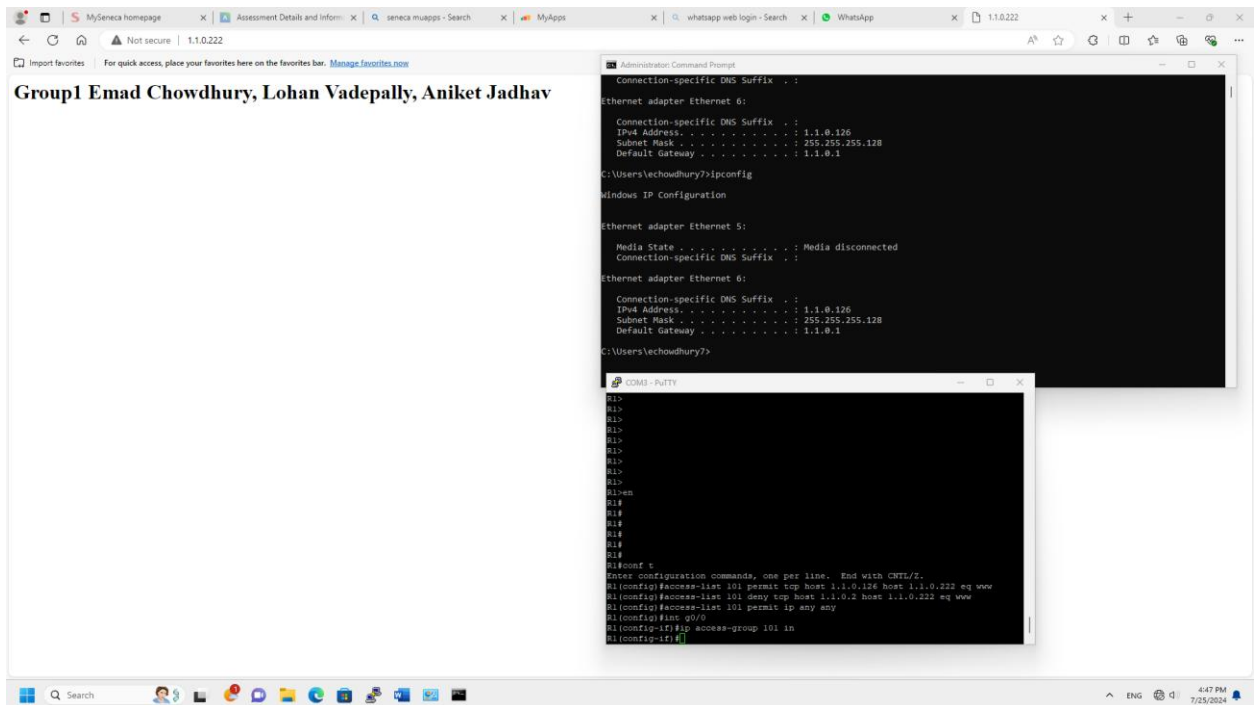 MySeneca homepage
Assessment Details and Inform
seneca muapps - Search
MyApps
whatsapp web login - Search
WhatsApp
1.1.0.222
Not secure | 1.1.0.222
Import favorites
For quick access, place your favorites here on the favorites bar. Manage favorites now
Group1 Emad Chowdhury, Lohan Vadepally, Aniket Jadhav
Administrator: Command Prompt
Connection-specific DNS Suffix . :
Ethernet adapter Ethernet 6:
Connection-specific DNS Suffix . :
IPv4 Address. . . . . . . . . . . : 1.1.0.126
Subnet Mask . . . . . . . . . . . : 255.255.255.128
Default Gateway . . . . . . . . . : 1.1.0.1
C:\Users\echowdhury7>ipconfig
Windows IP Configuration
Ethernet adapter Ethernet 5:
Media State . . . . . . . . . . . : Media disconnected
Connection-specific DNS Suffix . :
Ethernet adapter Ethernet 6:
Connection-specific DNS Suffix . :
IPv4 Address. . . . . . . . . . . : 1.1.0.126
Subnet Mask . . . . . . . . . . . : 255.255.255.128
Default Gateway . . . . . . . . . : 1.1.0.1
C:\Users\echowdhury7>
COM3 - PuTTY
R1>
R1>
R1>
R1>
R1>
R1>
R1>
R1>
R1>
R1>en
R1#
R1#
R1#
R1#
R1#
R1#
R1#conf t
Enter configuration commands, one per line.  End with CNTL/Z.
R1(config)#access-list 101 permit tcp host 1.1.0.126 host 1.1.0.222 eq www
R1(config)#access-list 101 deny tcp host 1.1.0.2 host 1.1.0.222 eq www
R1(config)#access-list 101 permit ip any any
R1(config)#int g0/0
R1(config-if)#ip access-group 101 in
R1(config-if)#
Search
ENG
4:47 PM
7/25/2024